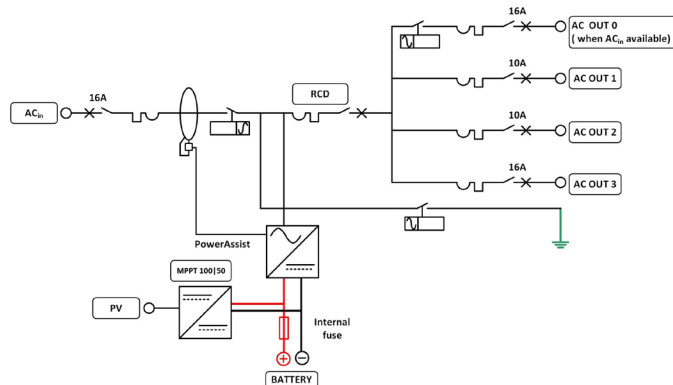 16A
AC OUT 0
( when ACin available)
10A
AC OUT 1
16A
RCD
ACin
10A
AC OUT 2
16A
AC OUT 3
PowerAssist
MPPT 100|50
PV
Internal
fuse
+
−
BATTERY